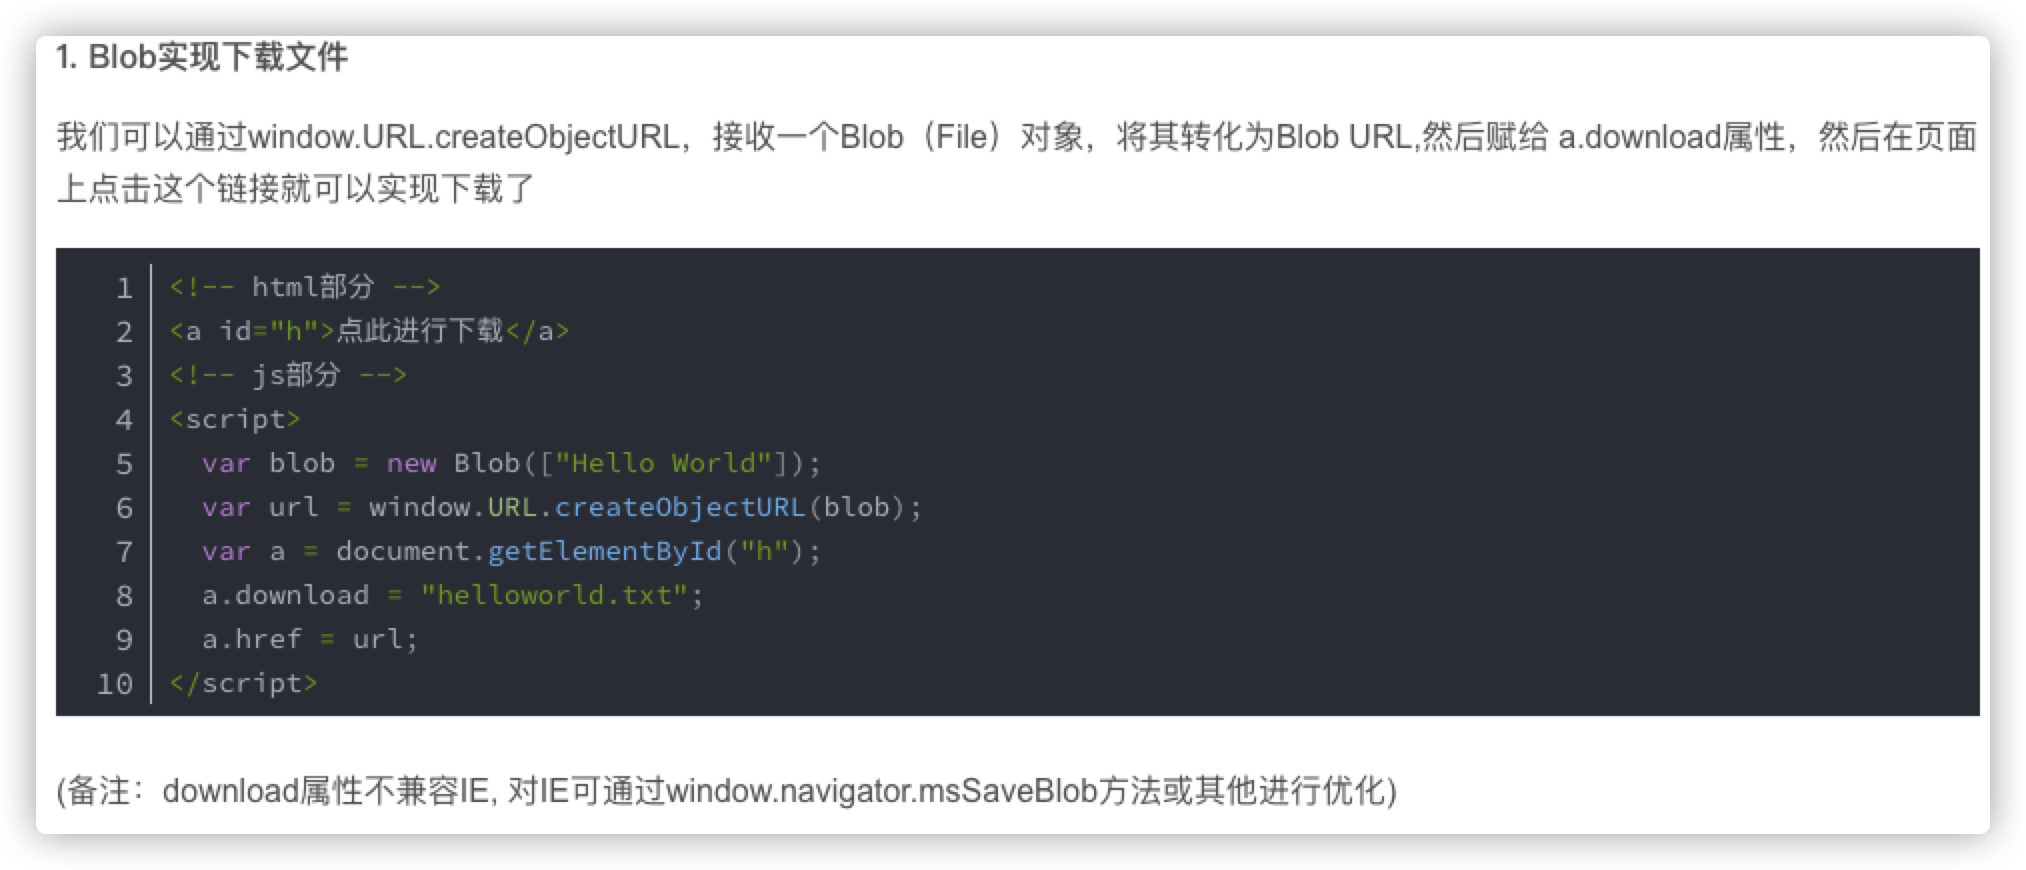 1. Blob实现下载文件
我们可以通过window.URL.createObjectURL，接收一个Blob（File）对象，将其转化为Blob URL,然后赋给 a.download属性，然后在页面
上点击这个链接就可以实现下载了
1 <!-- html部分 -->
2 <a id="h">点此进行下载</a>
3 <!-- js部分 -->
4 <script>
5   var blob = new Blob(["Hello World"]);
6   var url = window.URL.createObjectURL(blob);
7   var a = document.getElementById("h");
8   a.download = "helloworld.txt";
9   a.href = url;
10 </script>
(备注：download属性不兼容IE, 对IE可通过window.navigator.msSaveBlob方法或其他进行优化)